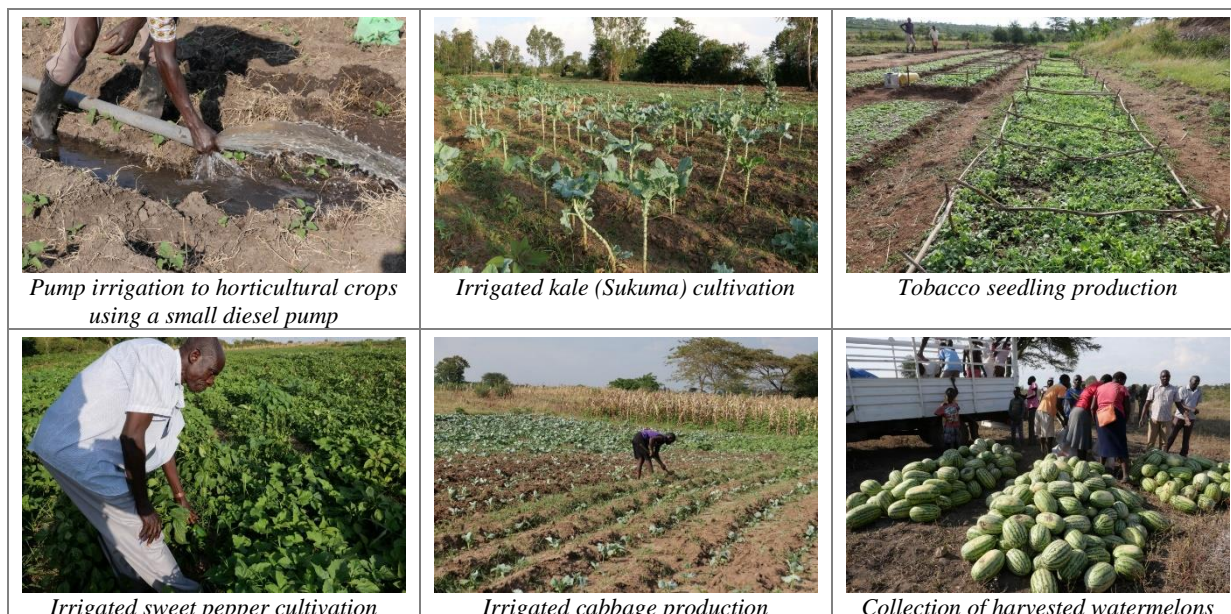 Pump irrigation to horticultural crops
using a small diesel pump
Irrigated kale (Sukuma) cultivation
Tobacco seedling production
Irrigated sweet pepper cultivation
Irrigated cabbage production
Collection of harvested watermelons